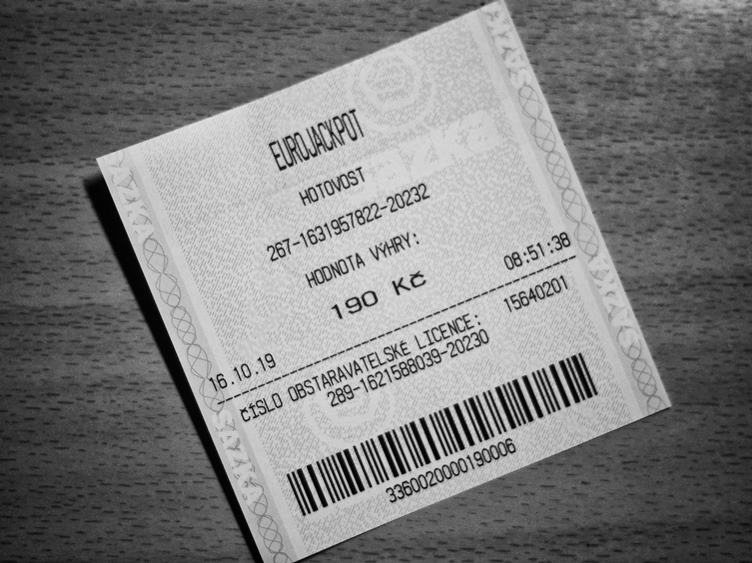 EUROJACKPOT
HOTOVOST
267-1631957822-20232
HODNOTA VÝHRY:
190 Kč
16.10.19 08:51:38
ČÍSLO OBSTARAVATELSKÉ LICENCE: 15640201
289-1621588039-20230
3360020000190006